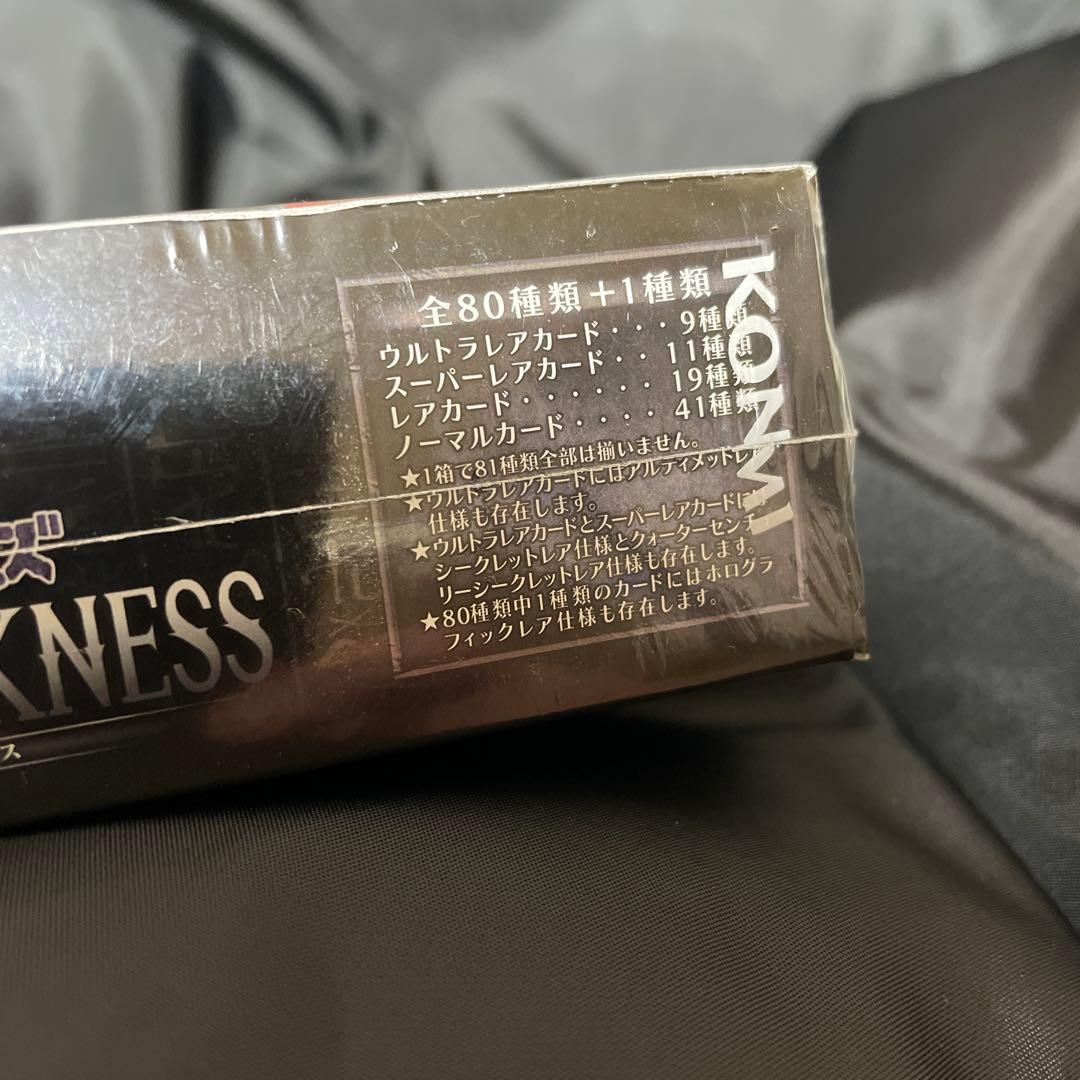 ズ
KNESS
ス
全80種類+1種類
ウルトラレアカード・・・9種類
スーパーレアカード・・11種類
レアカード・・・・・・19種類
ノーマルカード・・・・41種類
★1箱で81種類全部は揃いません。
★ウルトラレアカードにはアルティメットレア
仕様も存在します。
★ウルトラレアカードとスーパーレアカードには
シークレットレア仕様とクォーターセンチュ
リーシークレットレア仕様も存在します。
★80種類中1種類のカードにはホログラ
フィックレア仕様も存在します。
KONAMI